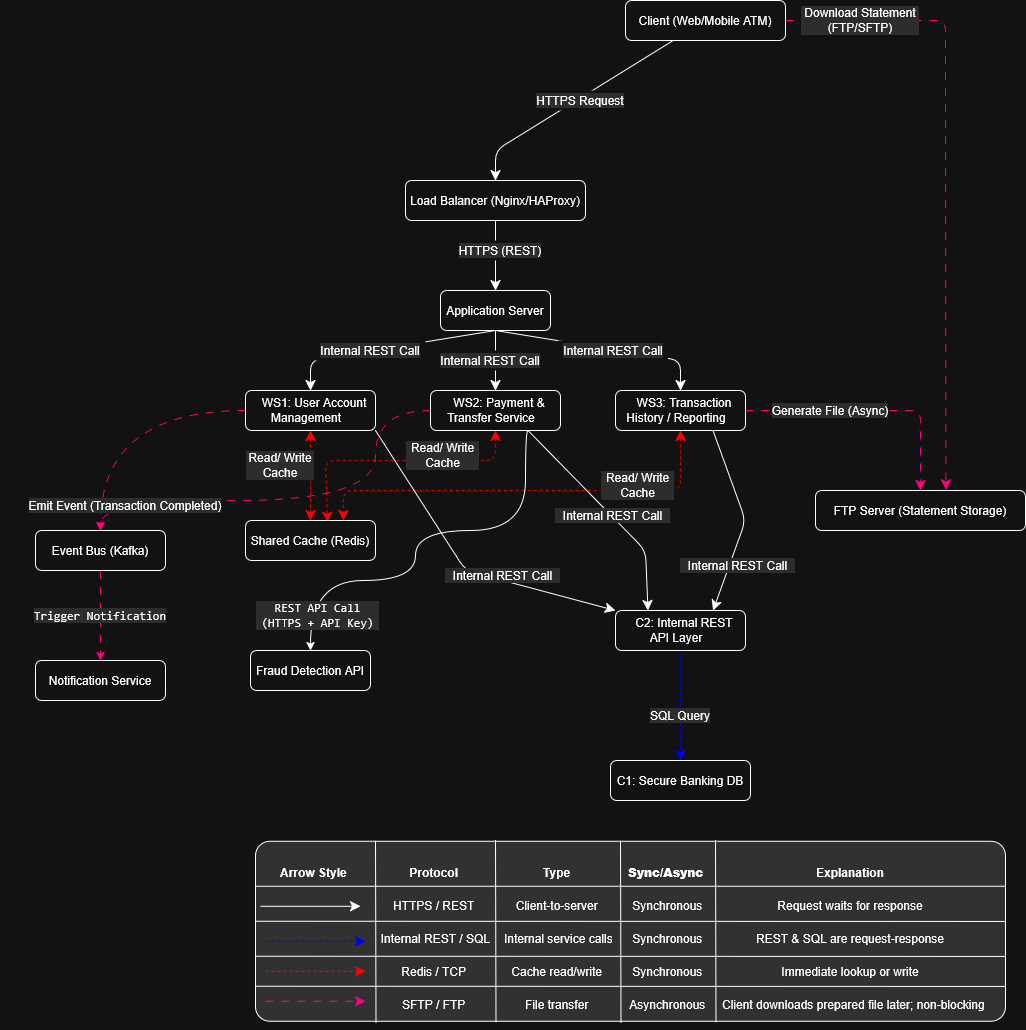 Client (Web/Mobile ATM)
Download Statement
(FTP/SFTP)
HTTPS Request
Load Balancer (Nginx/HAProxy)
HTTPS (REST)
Application Server
Internal REST Call
Internal REST Call
Internal REST Call
WS1: User Account
Management
WS2: Payment &
Transfer Service
WS3: Transaction
History / Reporting
Generate File (Async)
Read/ Write
Cache
Read/ Write
Cache
Read/ Write
Cache
Emit Event (Transaction Completed)
Internal REST Call
FTP Server (Statement Storage)
Event Bus (Kafka)
Shared Cache (Redis)
Internal REST Call
Internal REST Call
Trigger Notification
REST API Call
(HTTPS + API Key)
C2: Internal REST
API Layer
Notification Service
Fraud Detection API
SQL Query
C1: Secure Banking DB
Arrow Style Protocol Type Sync/Async Explanation
HTTPS / REST Client-to-server Synchronous Request waits for response
Internal REST / SQL Internal service calls Synchronous REST & SQL are request-response
Redis / TCP Cache read/write Synchronous Immediate lookup or write
SFTP / FTP File transfer Asynchronous Client downloads prepared file later; non-blocking